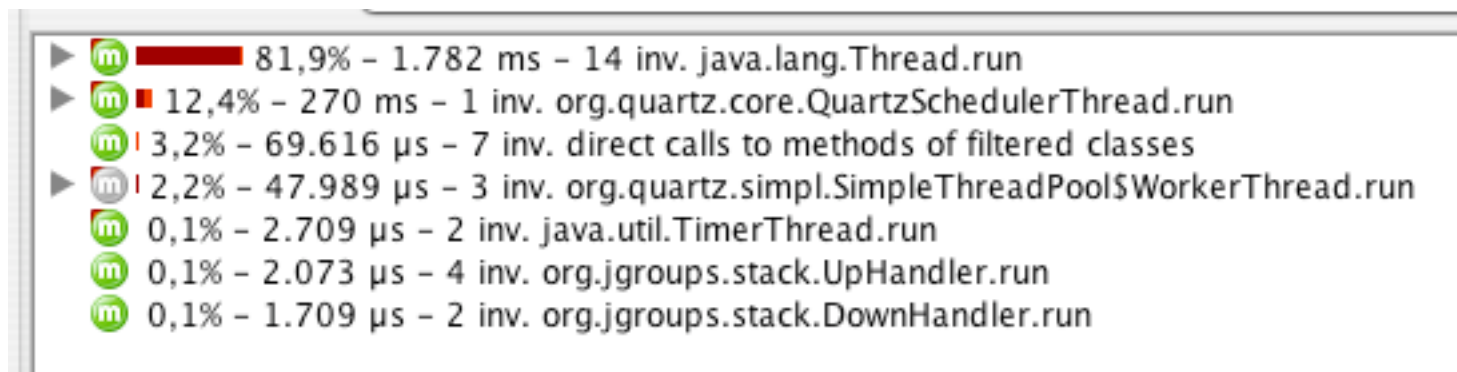 81,9% – 1.782 ms – 14 inv. java.lang.Thread.run
12,4% – 270 ms – 1 inv. org.quartz.core.QuartzSchedulerThread.run
3,2% – 69.616 µs – 7 inv. direct calls to methods of filtered classes
2,2% – 47.989 µs – 3 inv. org.quartz.simpl.SimpleThreadPool$WorkerThread.run
0,1% – 2.709 µs – 2 inv. java.util.TimerThread.run
0,1% – 2.073 µs – 4 inv. org.jgroups.stack.UpHandler.run
0,1% – 1.709 µs – 2 inv. org.jgroups.stack.DownHandler.run